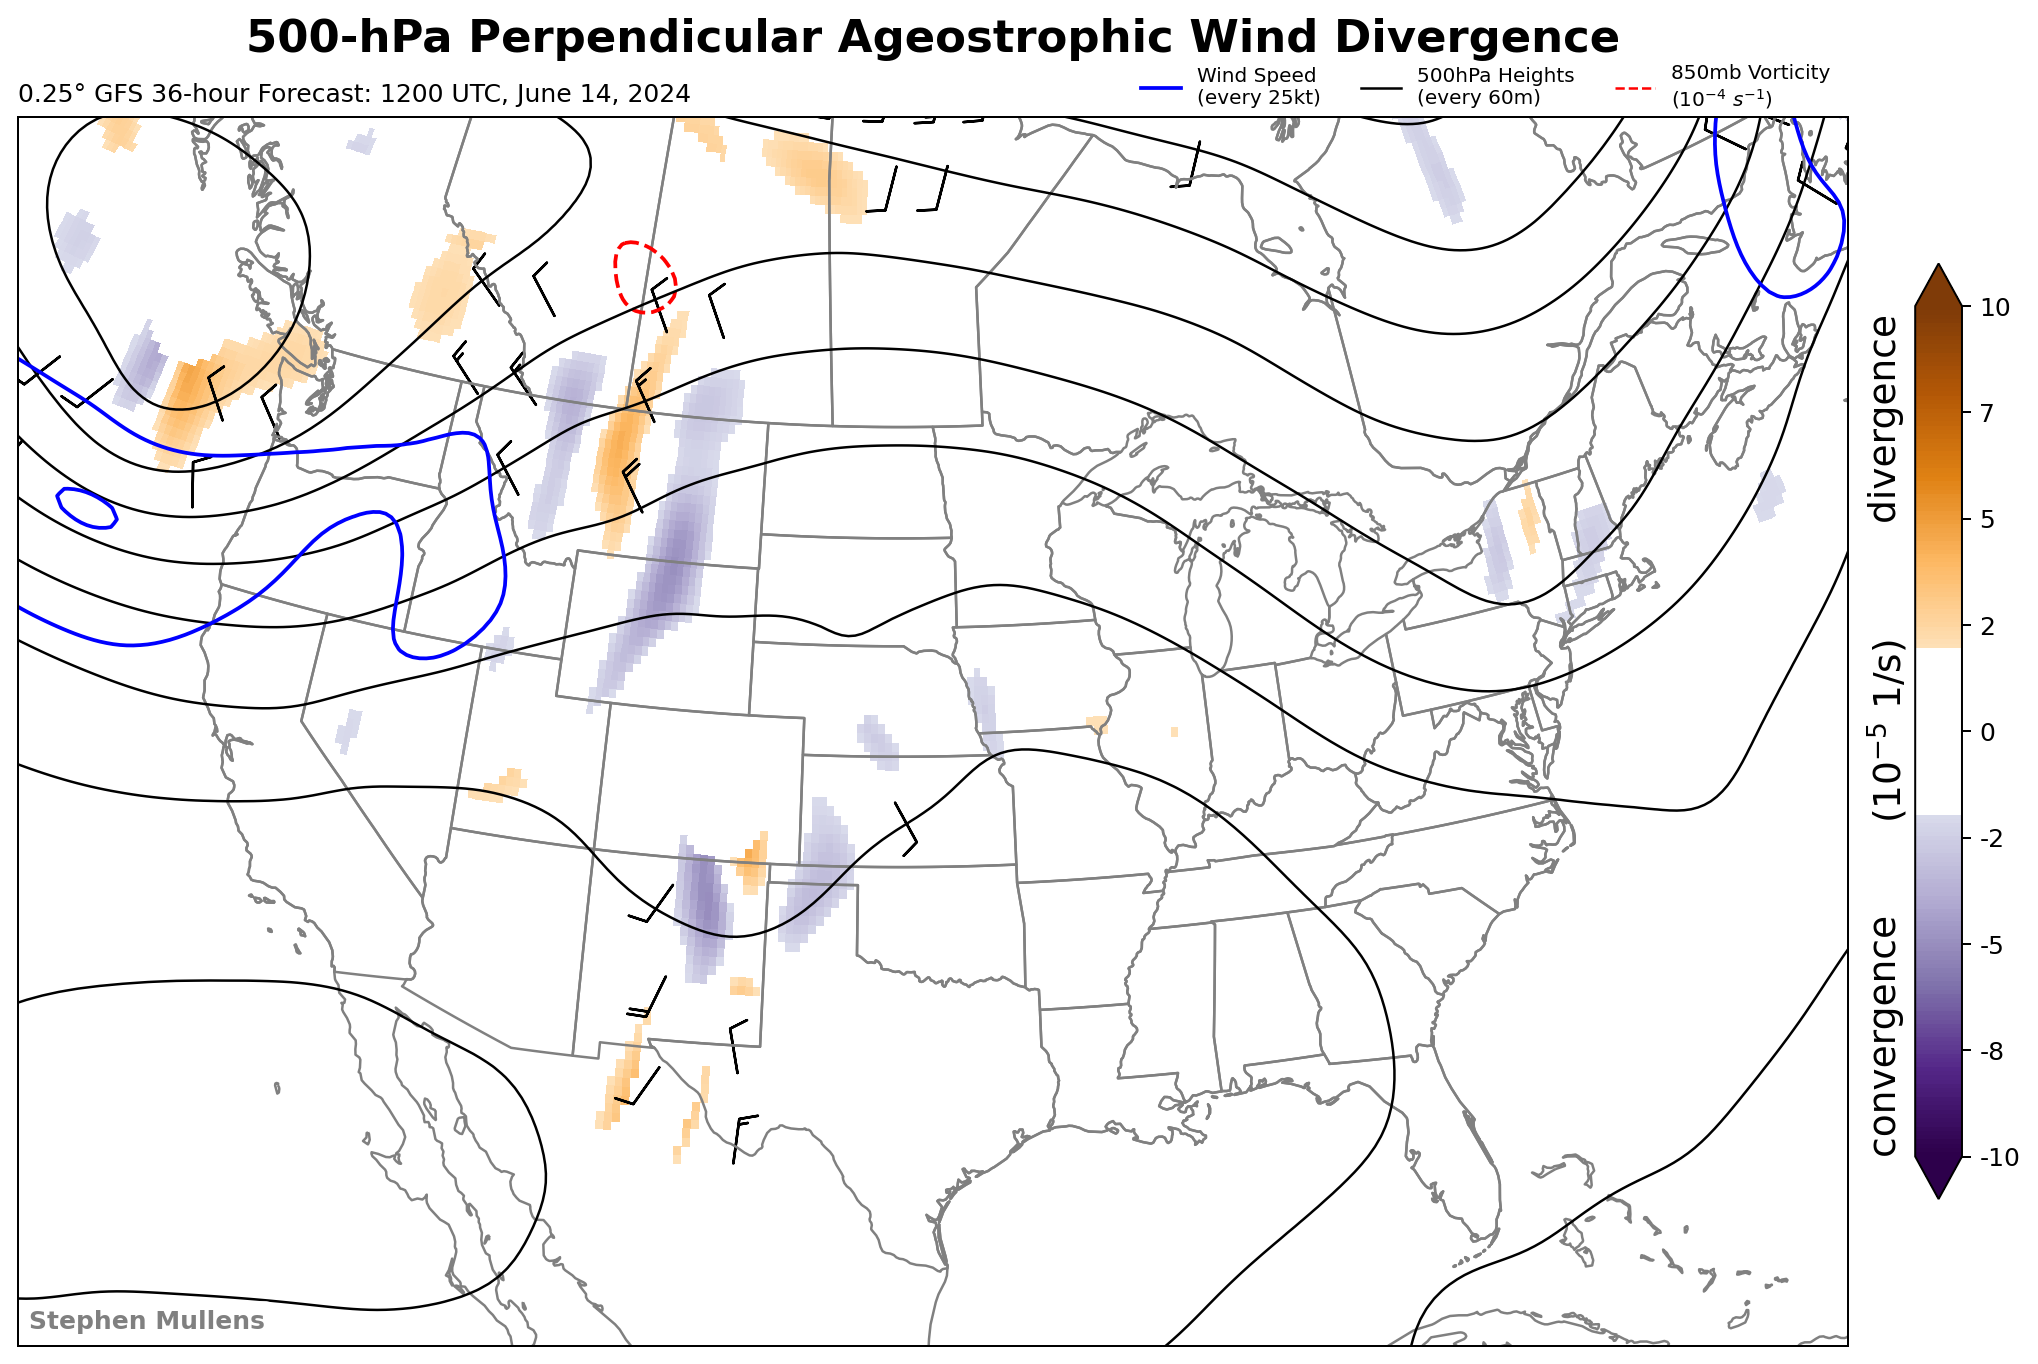 500-hPa Perpendicular Ageostrophic Wind Divergence
0.25° GFS 36-hour Forecast: 1200 UTC, June 14, 2024
Wind Speed
(every 25kt)
500hPa Heights
(every 60m)
850mb Vorticity
(10⁻⁴ s⁻¹)
10
7
5
2
0
-2
-5
-8
-10
convergence (10⁻⁵ 1/s) divergence
Stephen Mullens